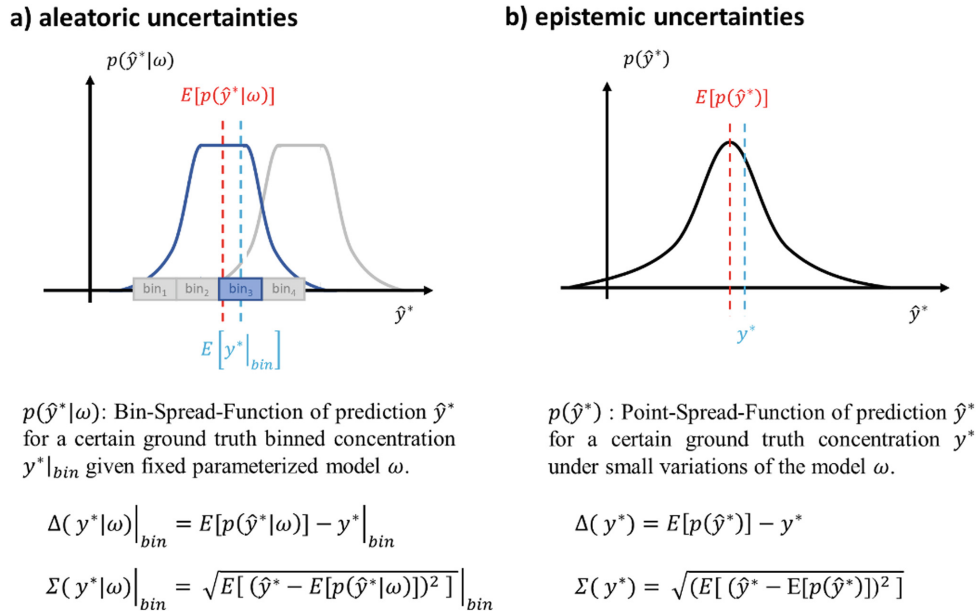 a) aleatoric uncertainties
p(ŷ*|ω)
E[p(ŷ*|ω)]
bin₁ bin₂ bin₃ bin₄
ŷ*
E[y*|bin]
p(ŷ*|ω): Bin-Spread-Function of prediction ŷ*
for a certain ground truth binned concentration
y*|bin given fixed parameterized model ω.
Δ( y*|ω)|bin = E[p(ŷ*|ω)] − y*|bin
Σ( y*|ω)|bin = √E[ (ŷ* − E[p(ŷ*|ω)])² ]|bin
b) epistemic uncertainties
p(ŷ*)
E[p(ŷ*)]
y*
ŷ*
p(ŷ*) : Point-Spread-Function of prediction ŷ*
for a certain ground truth concentration y*
under small variations of the model ω.
Δ( y*) = E[p(ŷ*)] − y*
Σ( y*) = √(E[ (ŷ* − E[p(ŷ*)])² ]